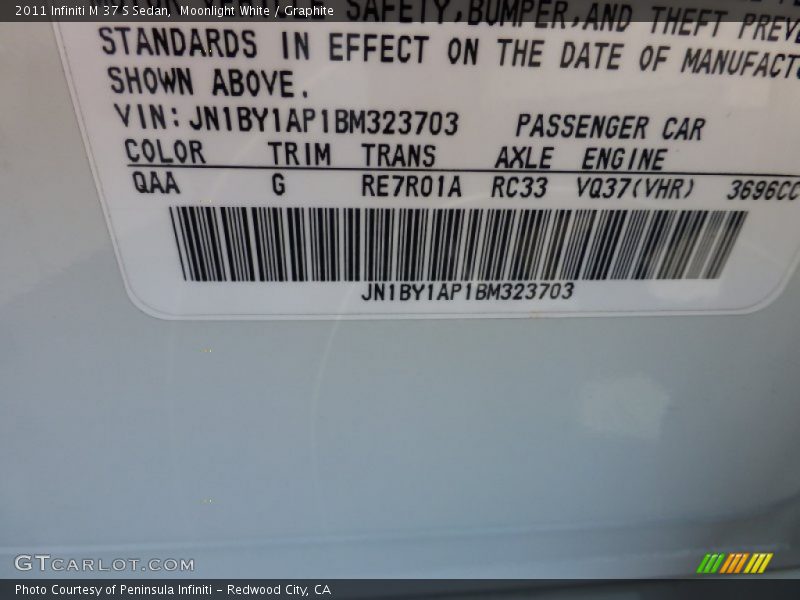 2011 Infiniti M 37 S Sedan, Moonlight White / Graphite
SAFETY, BUMPER, AND THEFT
STANDARDS IN EFFECT ON THE DATE OF
SHOWN ABOVE.
VIN: JN1BY1AP1BM323703 PASSENGER CAR
COLOR TRIM TRANS AXLE ENGINE
QAA G RE7R01A RC33 VQ37(VHR) 3696CC
JN1BY1AP1BM323703
GTCARLOT.COM
Photo Courtesy of Peninsula Infiniti - Redwood City, CA